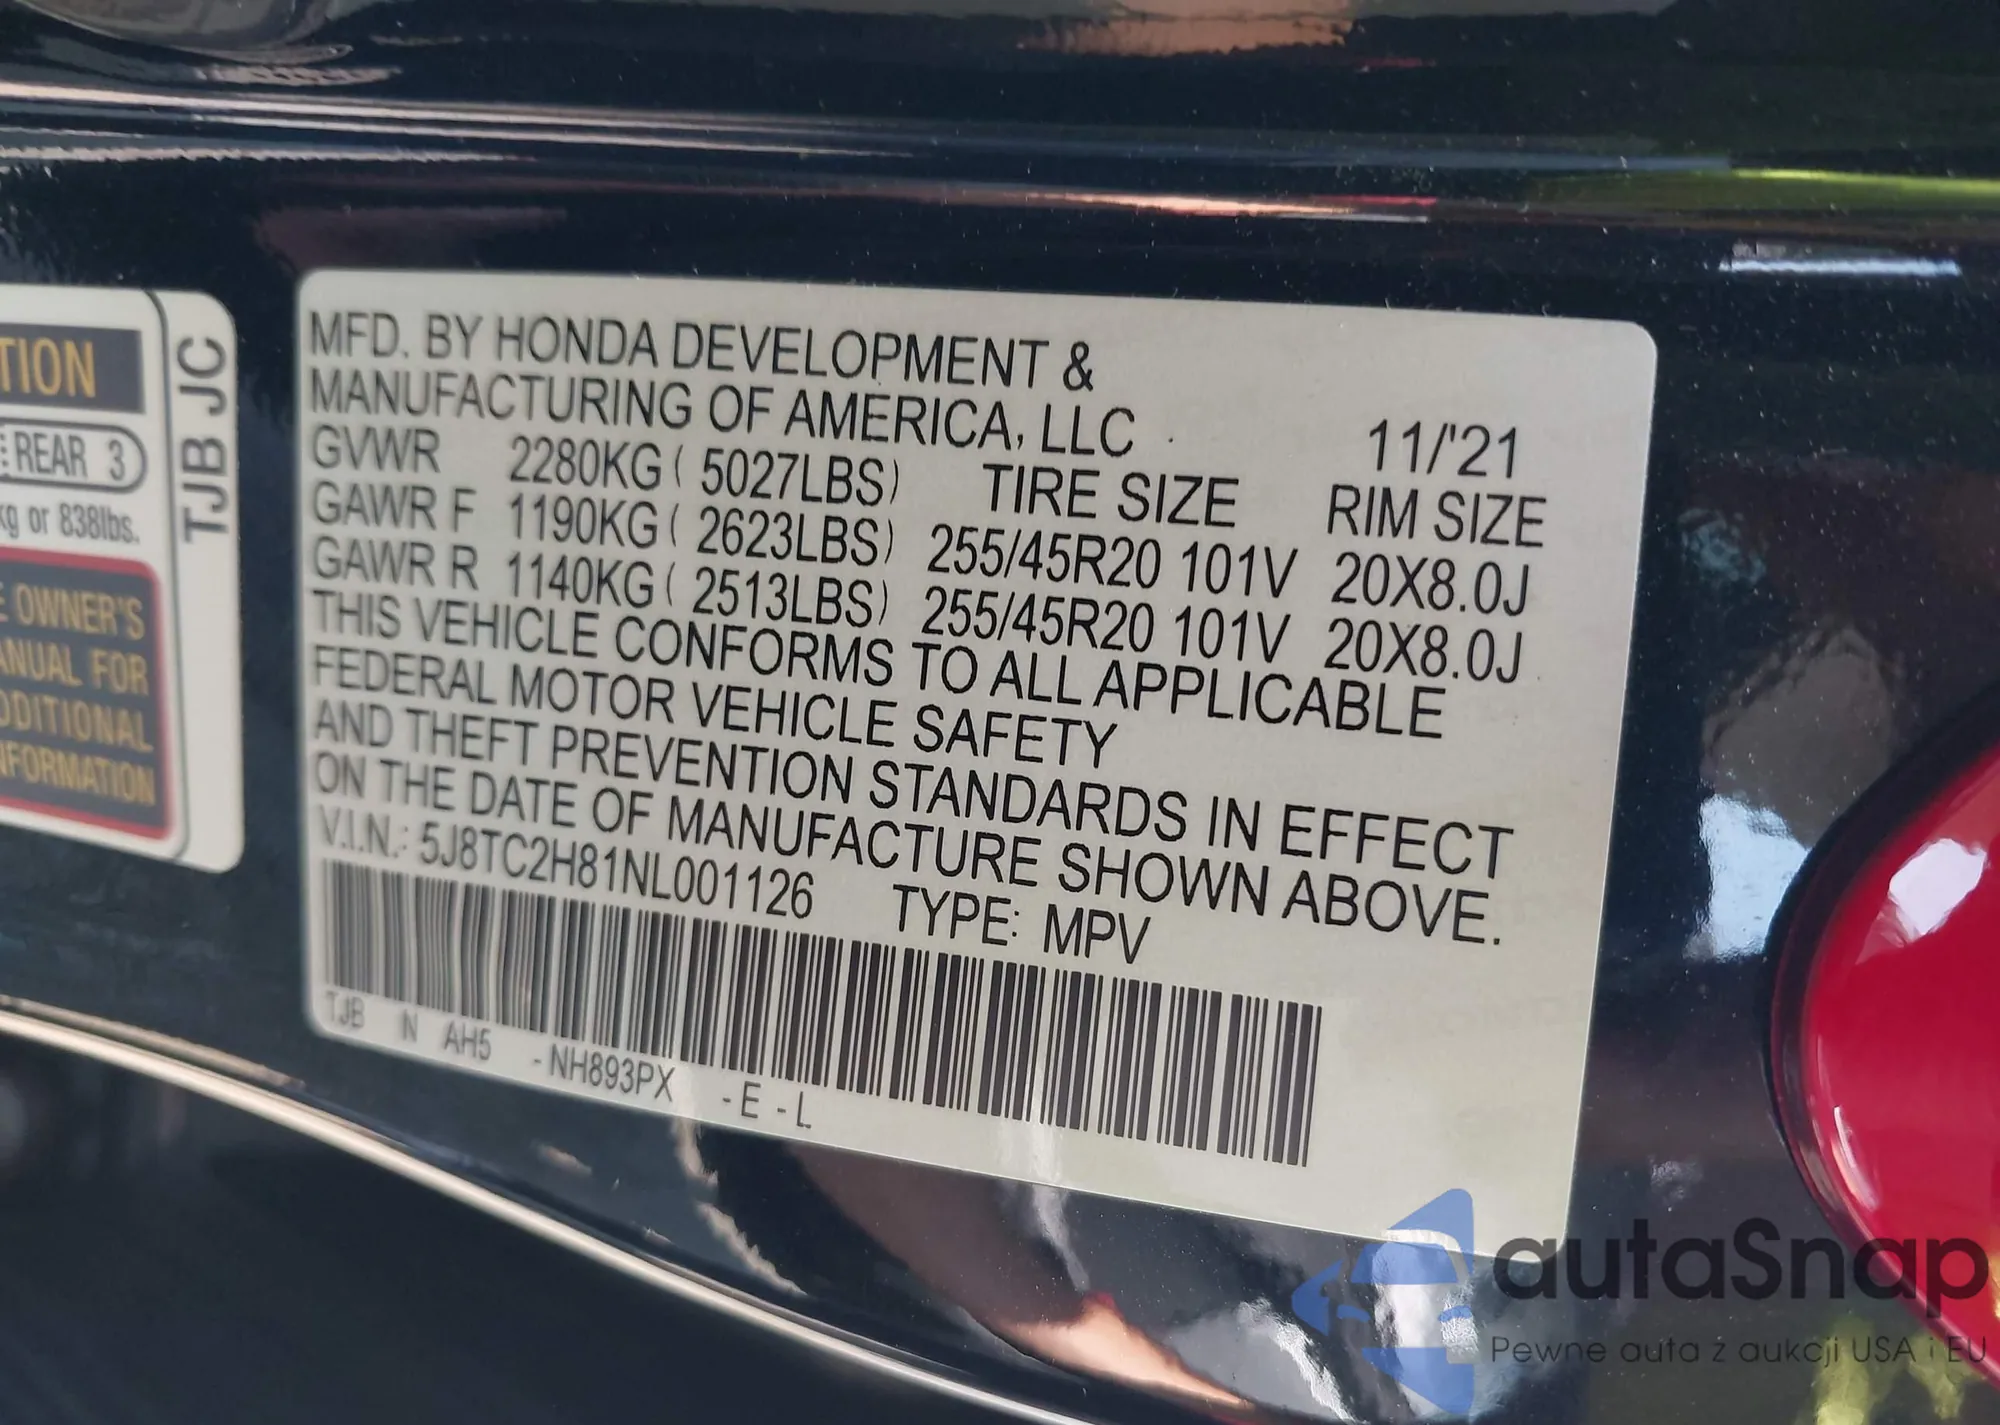 TION
REAR 3
kg or 838lbs.
OWNER'S
ANUAL FOR
DDITIONAL
NFORMATION
TJB JC
MFD. BY HONDA DEVELOPMENT &
MANUFACTURING OF AMERICA, LLC 11/'21
GVWR 2280KG ( 5027LBS) TIRE SIZE RIM SIZE
GAWR F 1190KG ( 2623LBS) 255/45R20 101V 20X8.0J
GAWR R 1140KG ( 2513LBS) 255/45R20 101V 20X8.0J
THIS VEHICLE CONFORMS TO ALL APPLICABLE
FEDERAL MOTOR VEHICLE SAFETY
AND THEFT PREVENTION STANDARDS IN EFFECT
ON THE DATE OF MANUFACTURE SHOWN ABOVE.
V.I.N.: 5J8TC2H81NL001126 TYPE: MPV
TJB N AH5 -NH893PX -E -L
autaSnap
Pewne auta z aukcji USA i EU